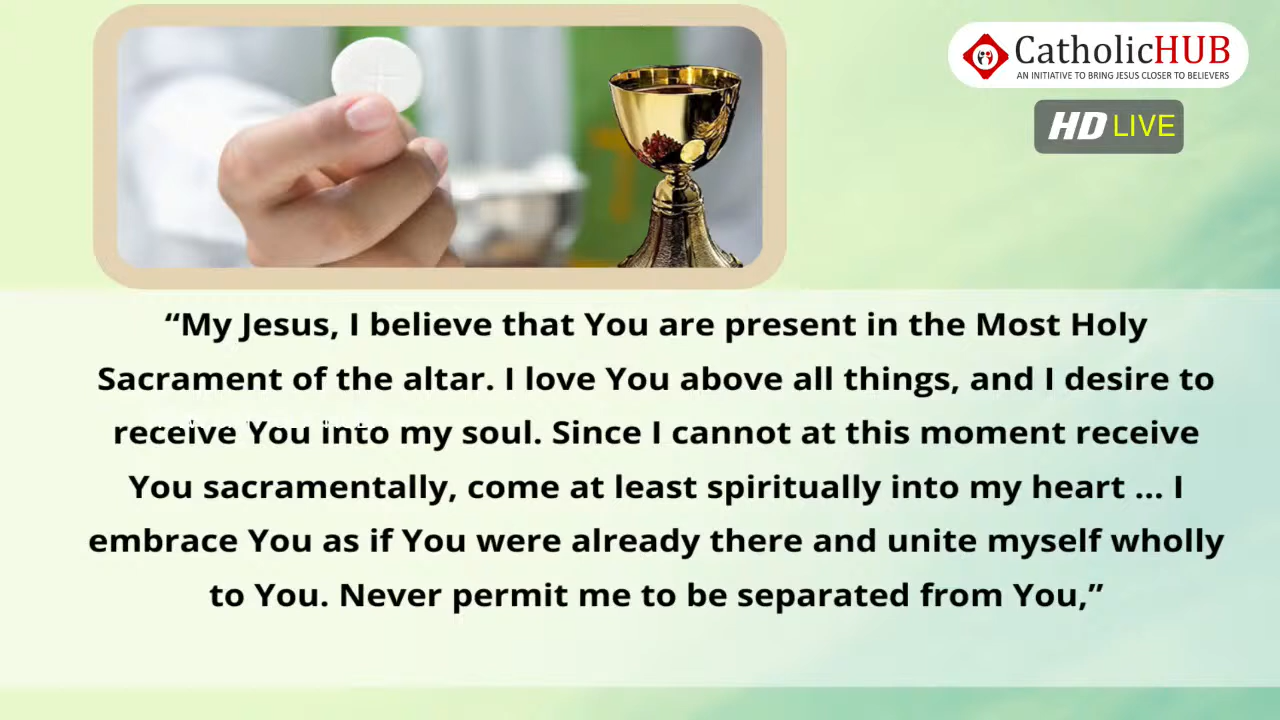 CatholicHUB
AN INITIATIVE TO BRING JESUS CLOSER TO BELIEVERS
HD LIVE
“My Jesus, I believe that You are present in the Most Holy
Sacrament of the altar. I love You above all things, and I desire to
receive You into my soul. Since I cannot at this moment receive
You sacramentally, come at least spiritually into my heart ... I
embrace You as if You were already there and unite myself wholly
to You. Never permit me to be separated from You,”